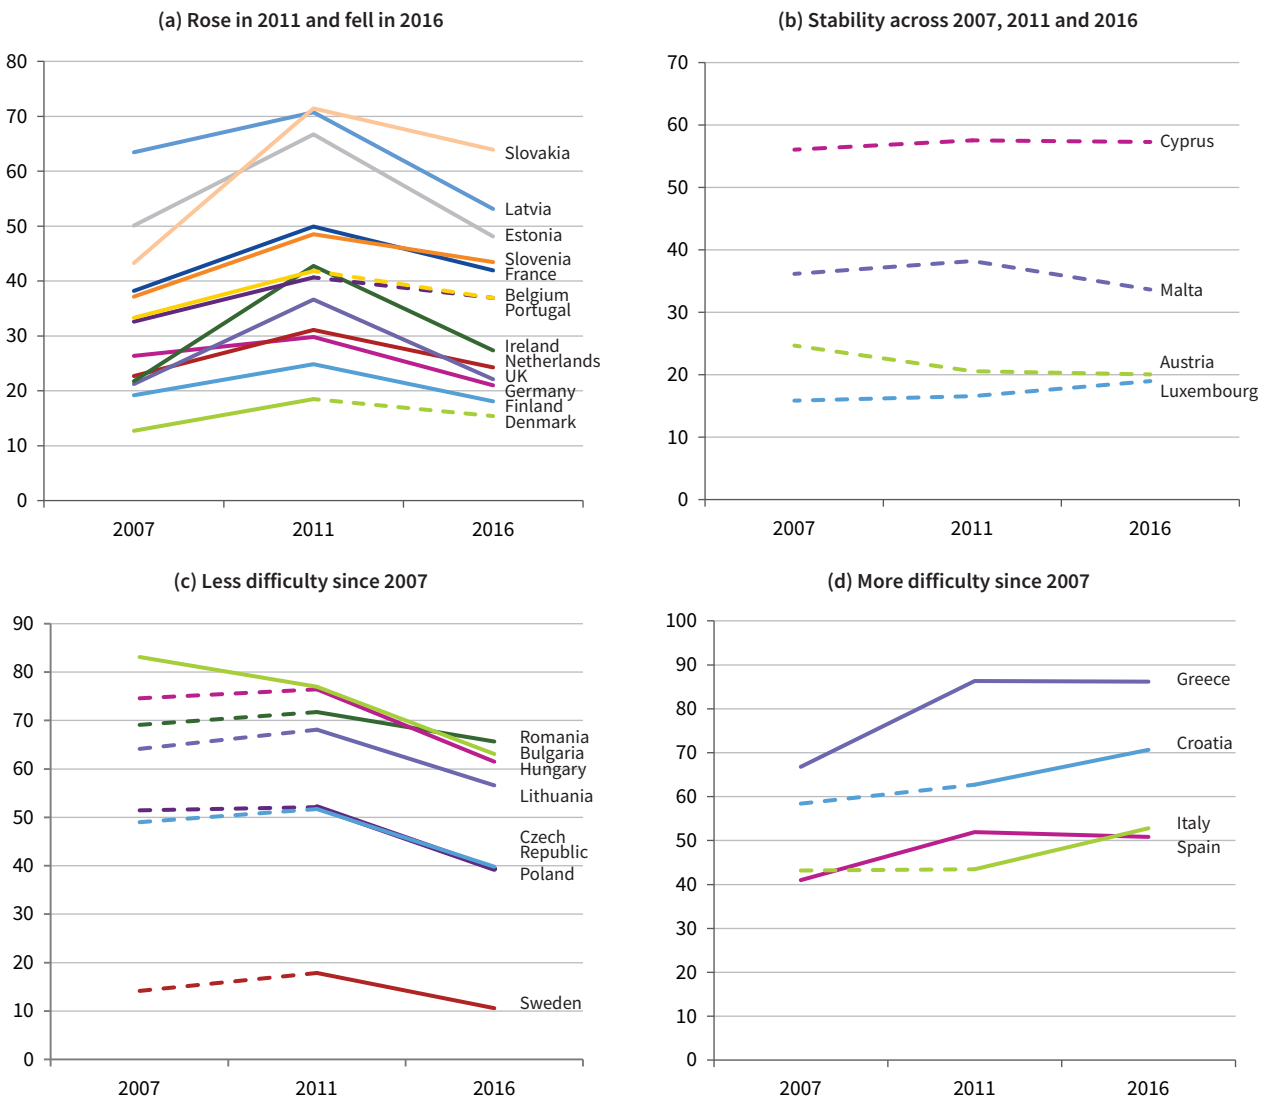 (a) Rose in 2011 and fell in 2016
80
70
60
50
40
30
20
10
0
2007 2011 2016
Slovakia
Latvia
Estonia
Slovenia
France
Belgium
Portugal
Ireland
Netherlands
UK
Germany
Finland
Denmark
(b) Stability across 2007, 2011 and 2016
70
60
50
40
30
20
10
0
2007 2011 2016
Cyprus
Malta
Austria
Luxembourg
(c) Less difficulty since 2007
90
80
70
60
50
40
30
20
10
0
2007 2011 2016
Romania
Bulgaria
Hungary
Lithuania
Czech
Republic
Poland
Sweden
(d) More difficulty since 2007
100
90
80
70
60
50
40
30
20
10
0
2007 2011 2016
Greece
Croatia
Italy
Spain